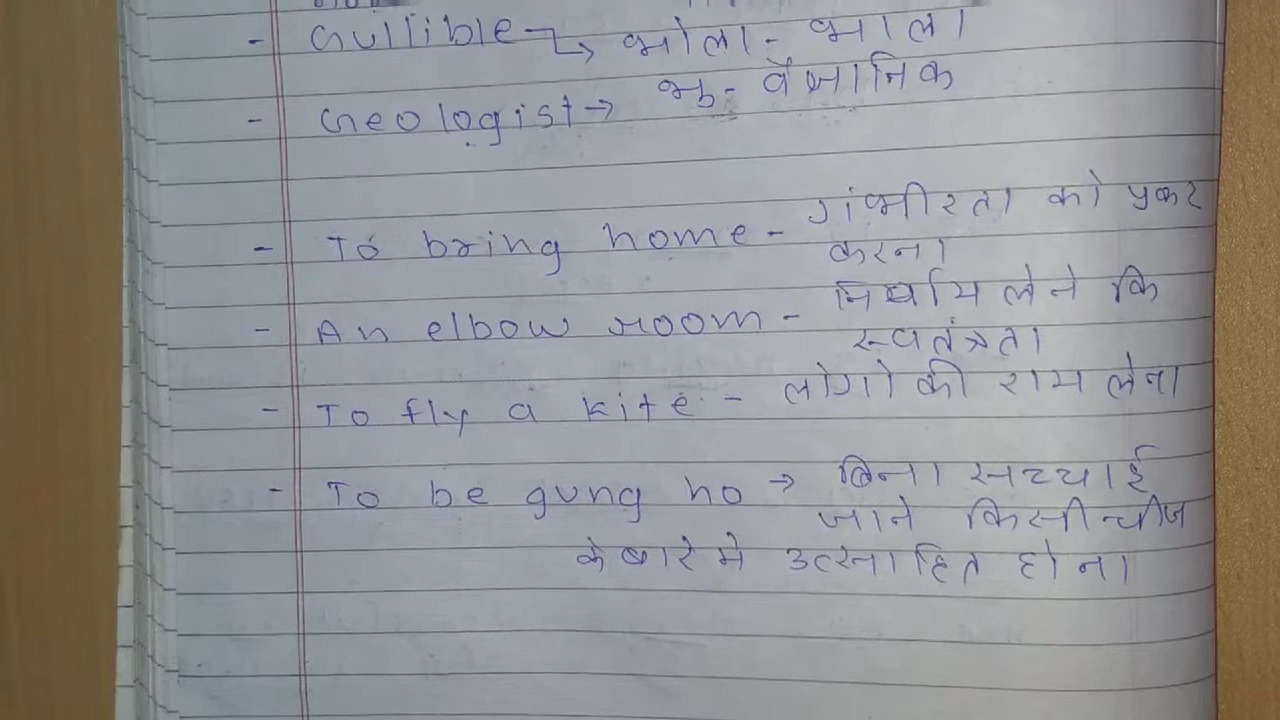 - Gullible → भोला - भाला।
- Geologist → भू - वैज्ञानिक
- To bring home - गंभीरता को प्रकट
करना।
- An elbow room - निर्णय लेने कि
स्वतंत्रता।
- To fly a kite - लोगो की राय लेना।
- To be gung ho → बिना सच्चाई
जाने किसी चीज
के बारे मे उत्साहित होना।